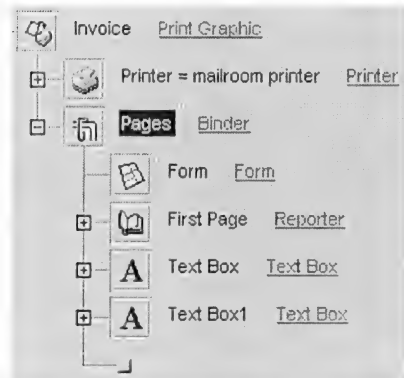 Invoice Print Graphic
Printer = mailroom printer Printer
Pages Binder
Form Form
First Page Reporter
A Text Box Text Box
A Text Box1 Text Box